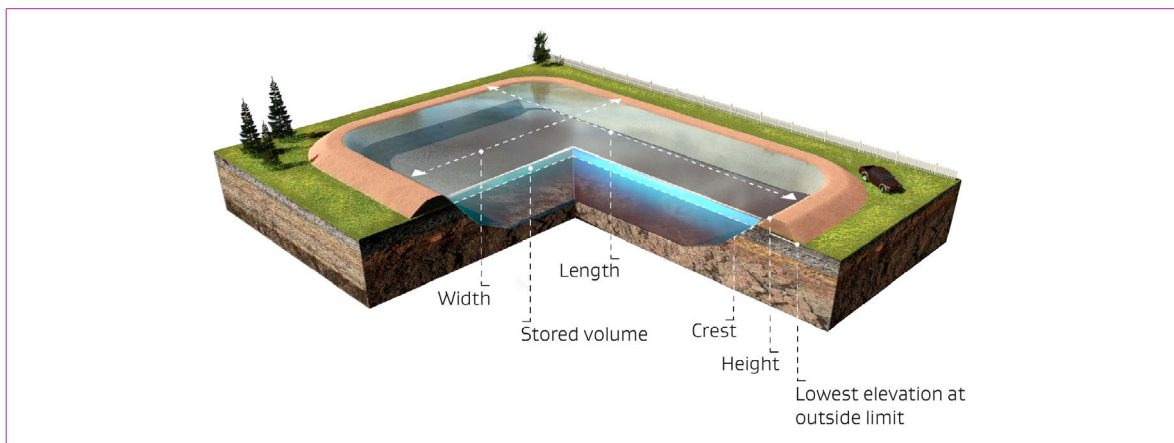 Width
Length
Stored volume
Crest
Height
Lowest elevation at
outside limit